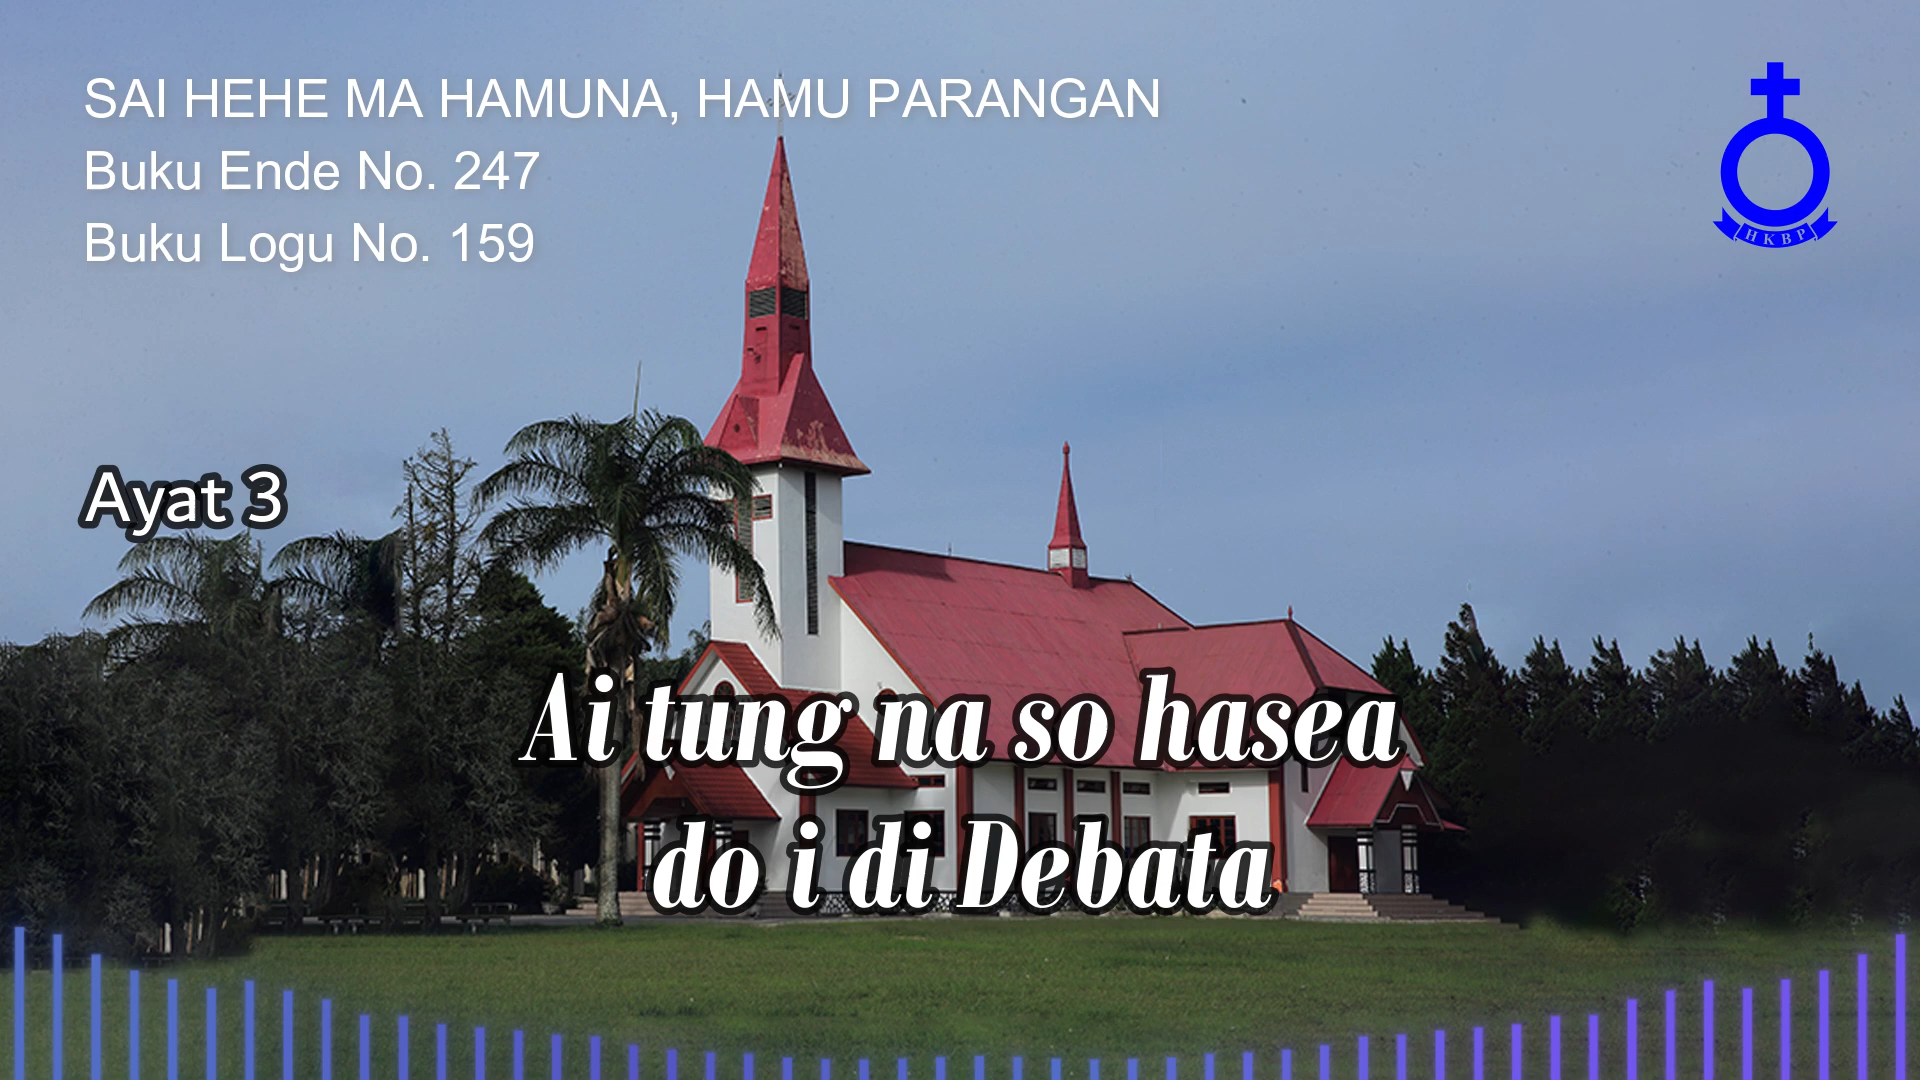 SAI HEHE MA HAMUNA, HAMU PARANGAN
Buku Ende No. 247
Buku Logu No. 159
HKBP
Ayat 3
Ai tung na so hasea
do i di Debata